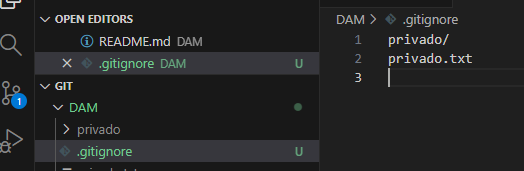 OPEN EDITORS
README.md DAM
.gitignore DAM U
GIT
DAM
privado
.gitignore U
1
DAM > .gitignore
1 privado/
2 privado.txt
3